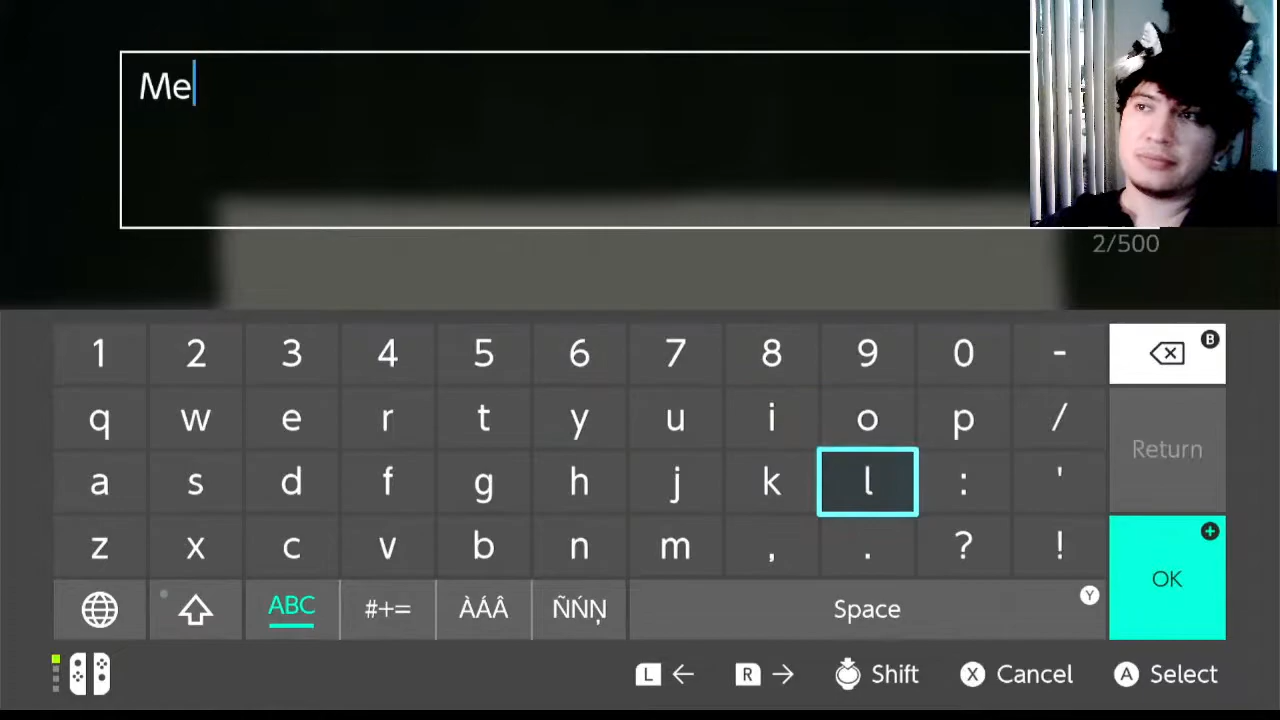 Me
2/500
1 2 3 4 5 6 7 8 9 0 - B
q w e r t y u i o p / Return
a s d f g h j k l : '
z x c v b n m , . ? ! + OK
ABC #+= ÀÁÂ ÑŃŅ Space Y
L ← R → Shift X Cancel A Select